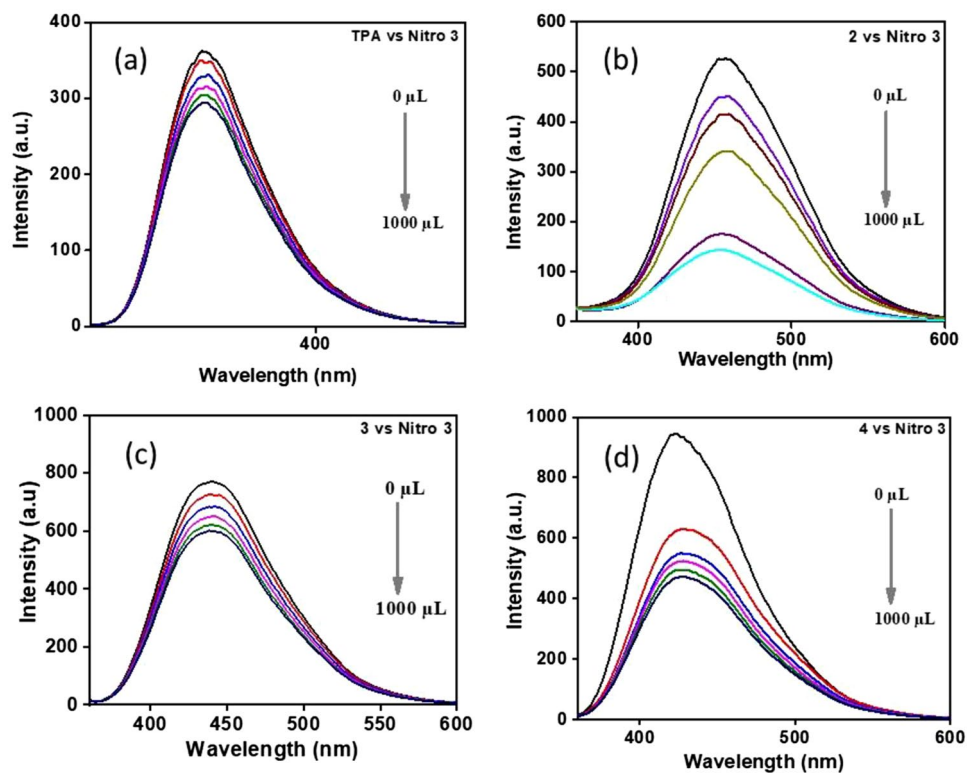 TPA vs Nitro 3
(a)
0 µL
1000 µL
400
300
200
100
0
Intensity (a.u.)
400
Wavelength (nm)
2 vs Nitro 3
(b)
0 µL
1000 µL
600
500
400
300
200
100
0
Intensity (a.u.)
400 500 600
Wavelength (nm)
3 vs Nitro 3
(c)
0 µL
1000 µL
1000
800
600
400
200
0
Intensity (a.u)
400 450 500 550 600
Wavelength (nm)
4 vs Nitro 3
(d)
0 µL
1000 µL
1000
800
600
400
200
0
Intensity (a.u.)
400 500 600
Wavelength (nm)